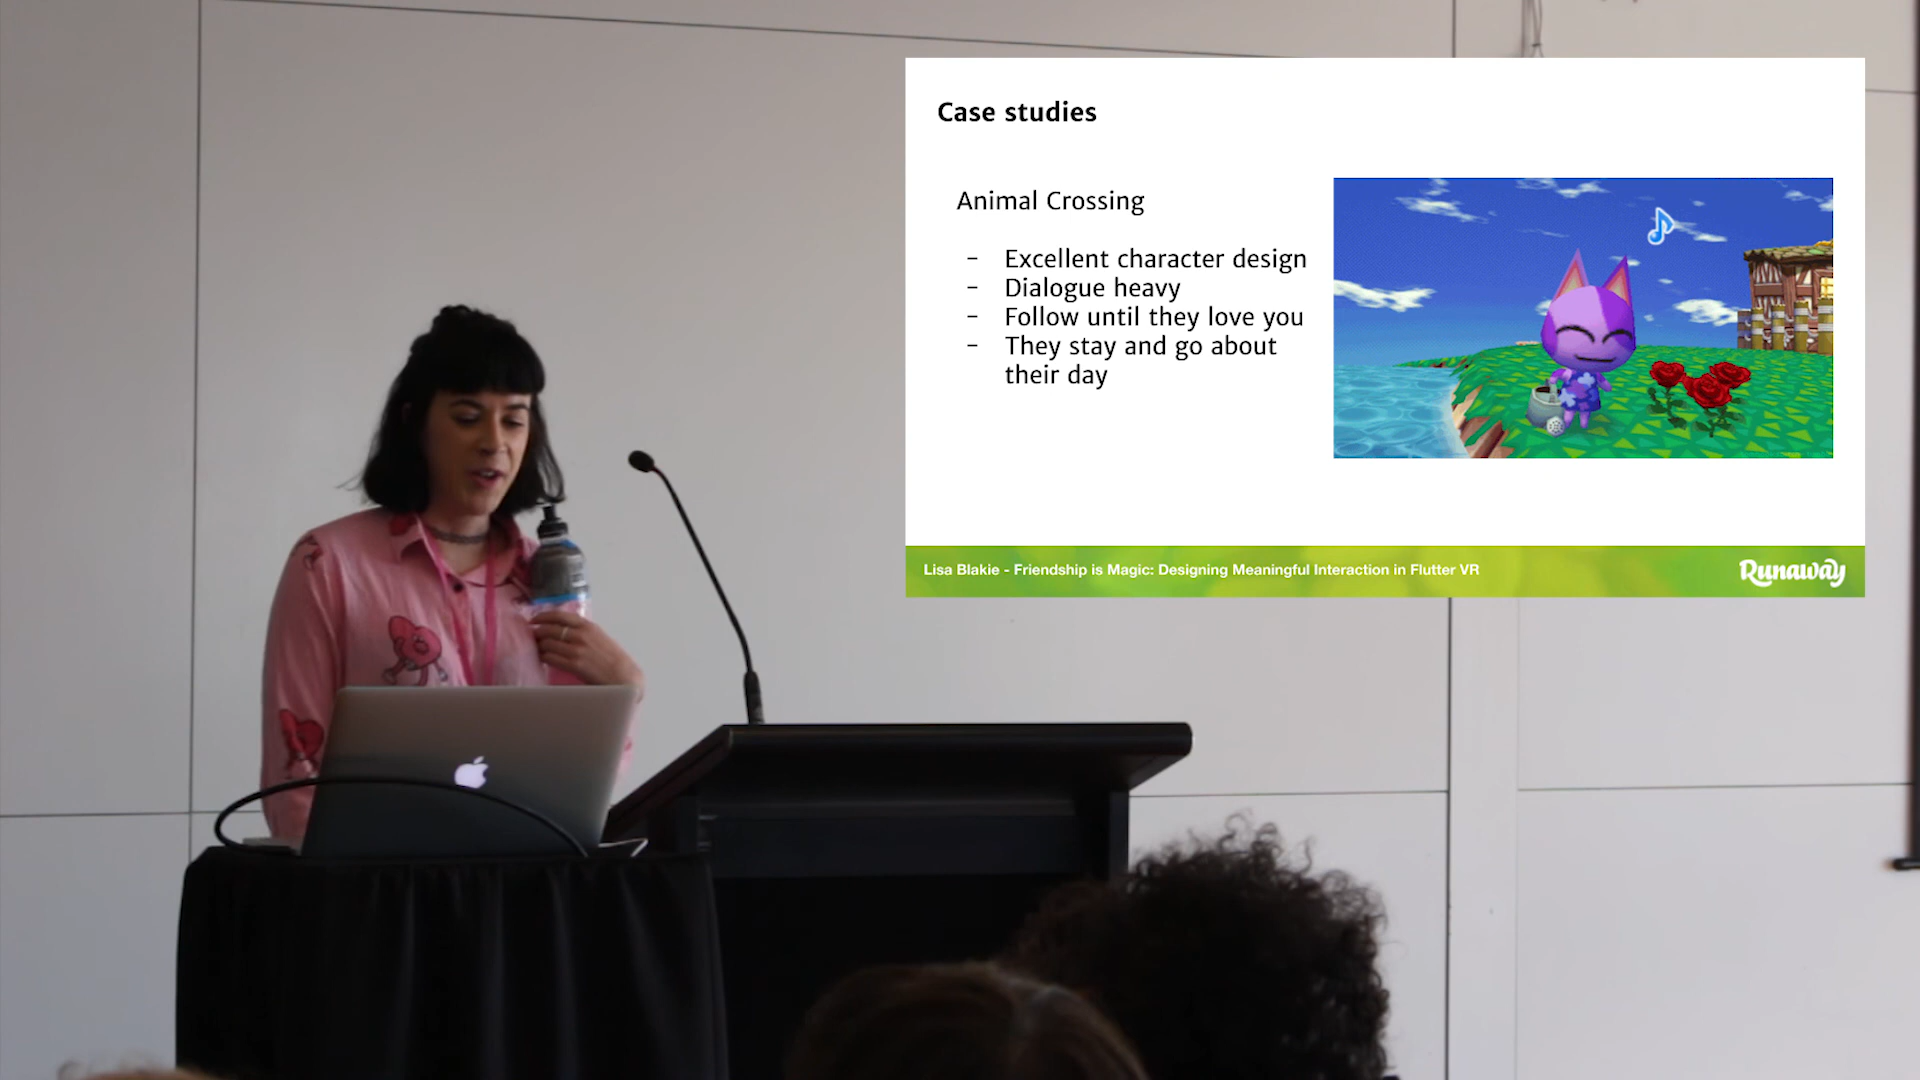 Case studies
Animal Crossing
- Excellent character design
- Dialogue heavy
- Follow until they love you
- They stay and go about
their day
Lisa Blakie - Friendship is Magic: Designing Meaningful Interaction in Flutter VR
Runaway